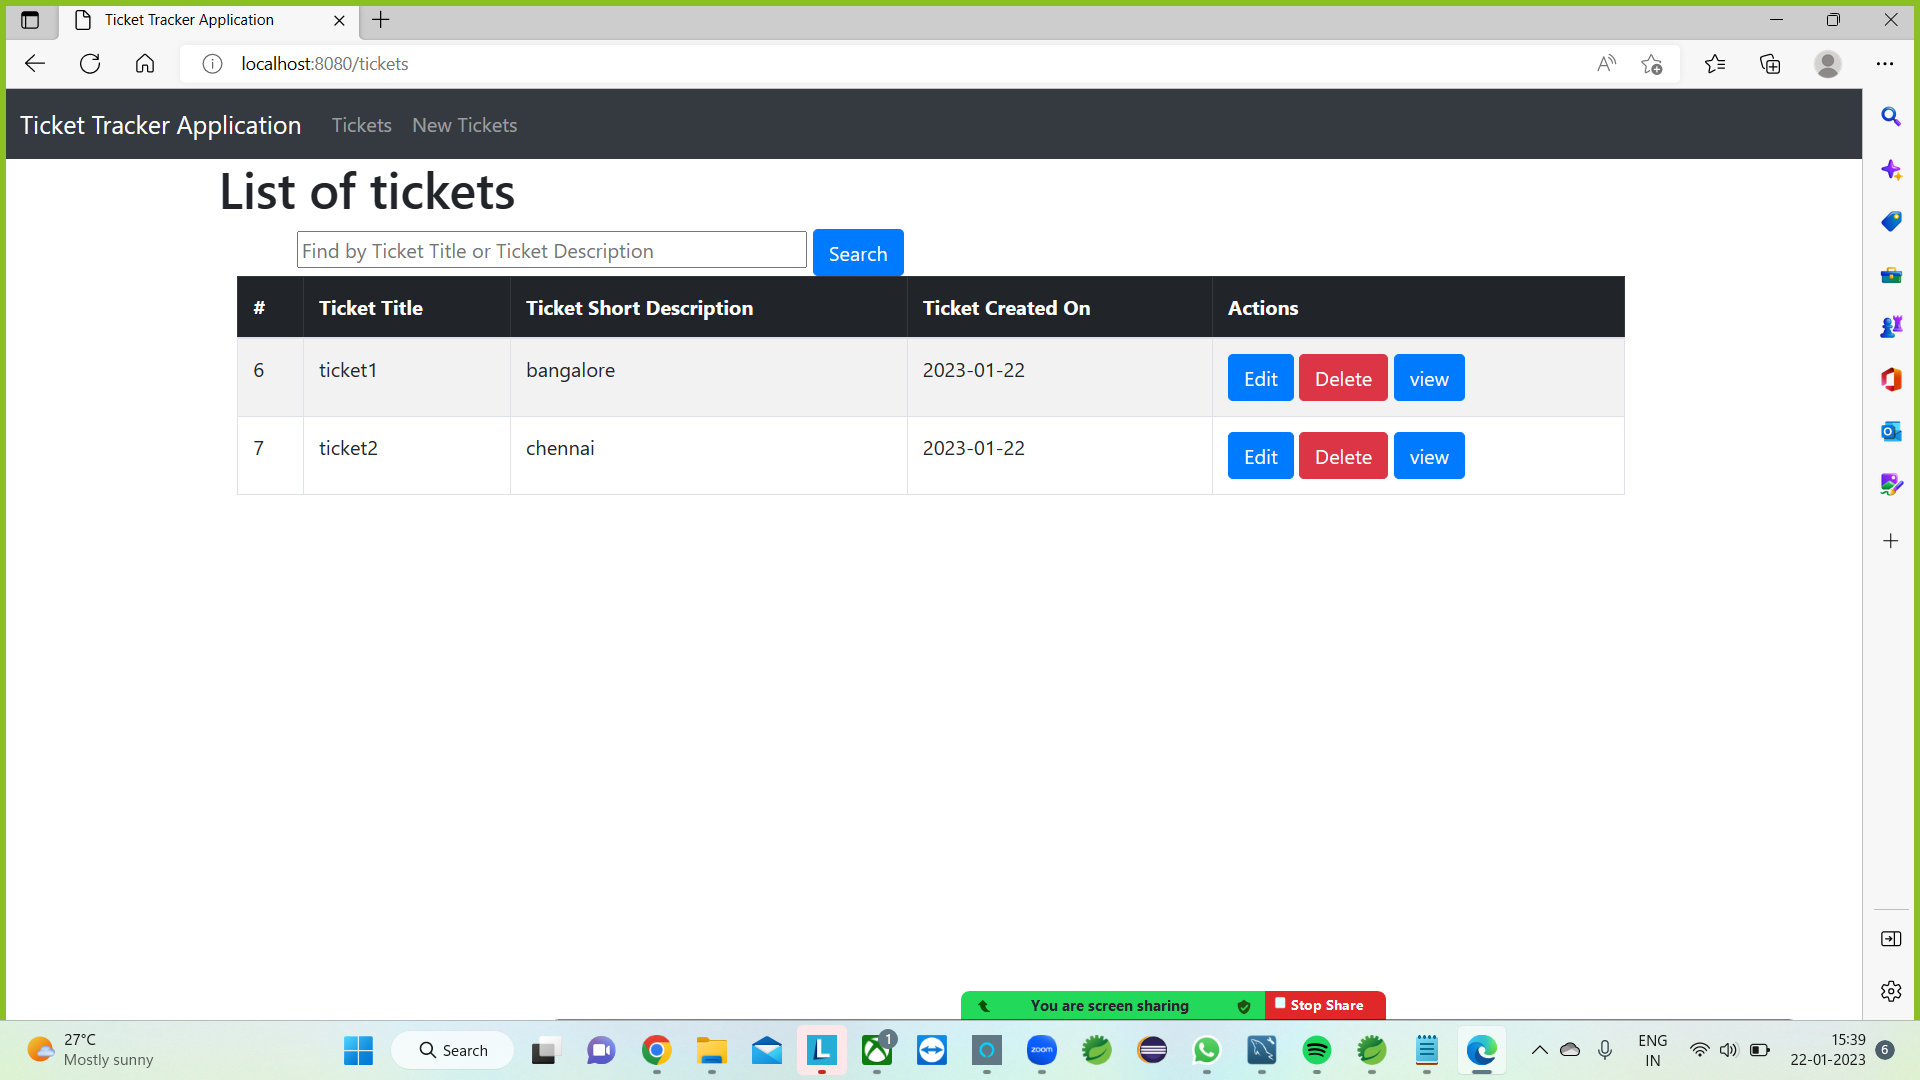 Ticket Tracker Application
localhost:8080/tickets
Ticket Tracker Application Tickets New Tickets
List of tickets
Find by Ticket Title or Ticket Description Search
# Ticket Title Ticket Short Description Ticket Created On Actions
6 ticket1 bangalore 2023-01-22 Edit Delete view
7 ticket2 chennai 2023-01-22 Edit Delete view
You are screen sharing Stop Share
27°C
Mostly sunny
Search
1
zoom
ENG
IN
15:39
22-01-2023
6